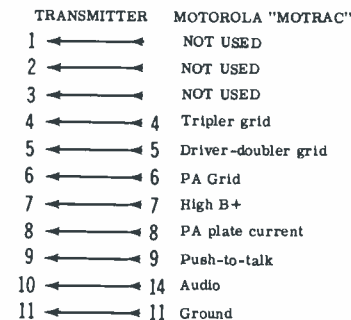 TRANSMITTER MOTOROLA "MOTRAC"
1 NOT USED
2 NOT USED
3 NOT USED
4 4 Tripler grid
5 5 Driver-doubler grid
6 6 PA Grid
7 7 High B+
8 8 PA plate current
9 9 Push-to-talk
10 14 Audio
11 11 Ground